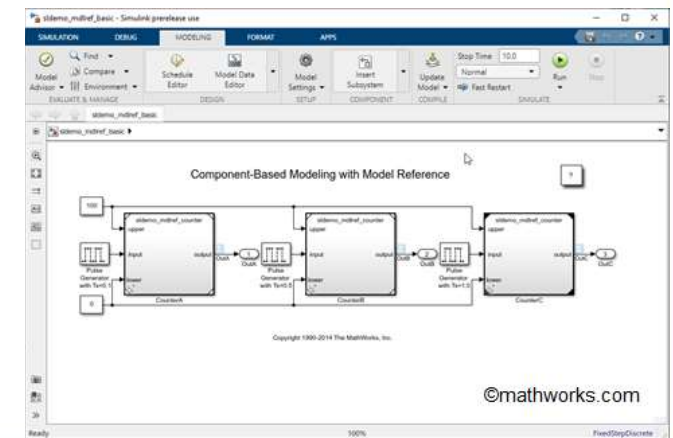 sldemo_mdlref_basic - Simulink prerelease use
SIMULATION DEBUG MODELING FORMAT APPS
Find
Compare
Environment
Model Advisor
Schedule Editor
Model Data Editor
Model Settings
Insert Subsystem
Update Model
Stop Time 10.0
Normal
Fast Restart
Run
Stop
EVALUATE & MANAGE DESIGN SETUP COMPONENT COMPILE SIMULATE
sldemo_mdlref_basic
sldemo_mdlref_basic
Component-Based Modeling with Model Reference
?
100
sldemo_mdlref_counter
upper
input
output
lower
CounterA
Pulse
Generator
with Ts=0.1
OutA
1
OutA
0
sldemo_mdlref_counter
upper
input
output
lower
CounterB
Pulse
Generator
with Ts=0.5
OutB
2
OutB
sldemo_mdlref_counter
upper
input
output
lower
CounterC
Pulse
Generator
with Ts=1.0
OutC
3
OutC
Copyright 1990-2014 The MathWorks, Inc.
©mathworks.com
Ready
100%
FixedStepDiscrete